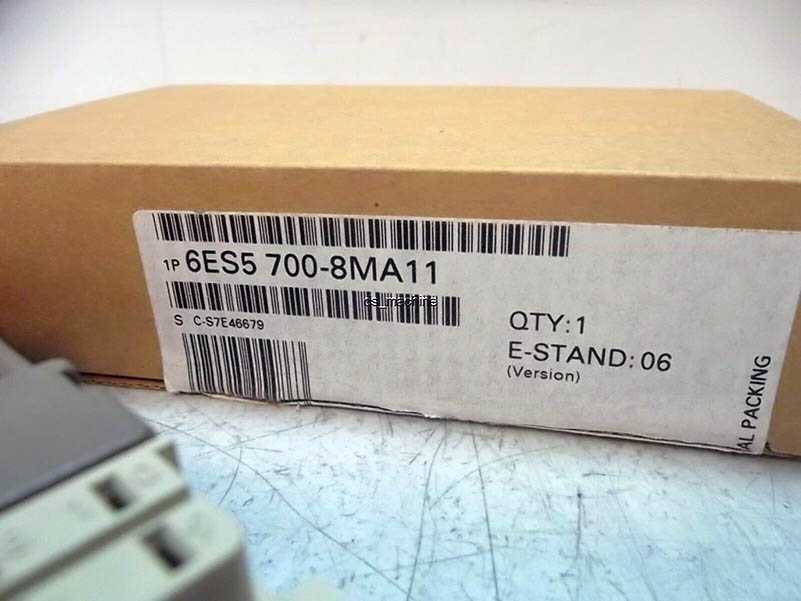 1P 6ES5 700-8MA11
cs_machine
S C-S7E46679
QTY:1
E-STAND:06
(Version)
AL PACKING